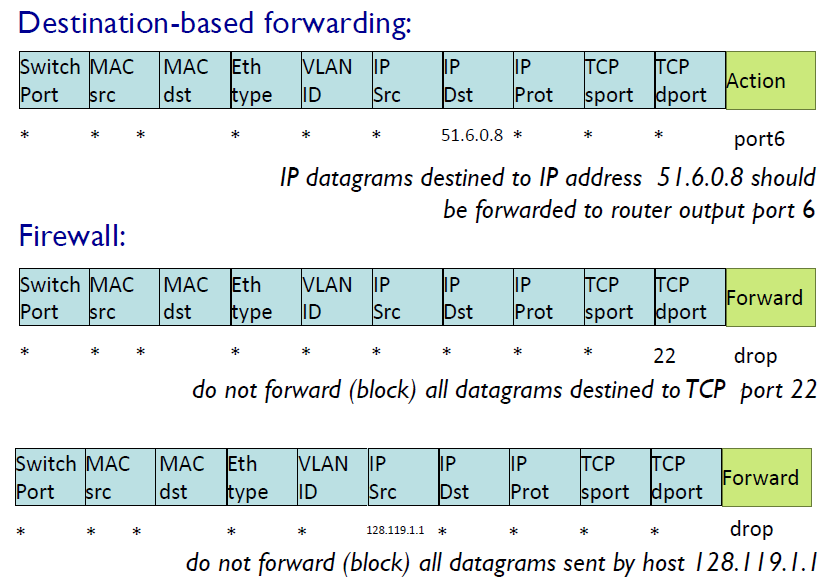 Destination-based forwarding:
Switch Port MAC src MAC dst Eth type VLAN ID IP Src IP Dst IP Prot TCP sport TCP dport Action
* * * * * * 51.6.0.8 * * * port6
IP datagrams destined to IP address 51.6.0.8 should
be forwarded to router output port 6
Firewall:
Switch Port MAC src MAC dst Eth type VLAN ID IP Src IP Dst IP Prot TCP sport TCP dport Forward
* * * * * * * * * 22 drop
do not forward (block) all datagrams destined to TCP port 22
Switch Port MAC src MAC dst Eth type VLAN ID IP Src IP Dst IP Prot TCP sport TCP dport Forward
* * * * * 128.119.1.1 * * * * drop
do not forward (block) all datagrams sent by host 128.119.1.1